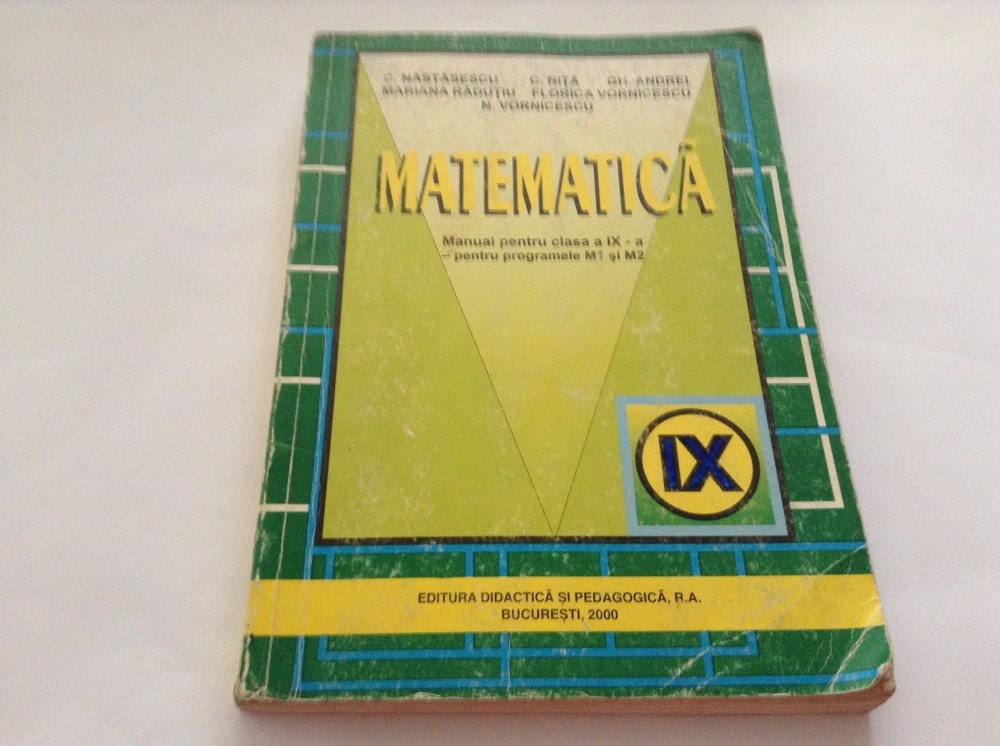 C. NĂSTĂSESCU C. NIȚĂ GH. ANDREI
MARIANA RĂDUȚIU FLORICA VORNICESCU
N. VORNICESCU
MATEMATICĂ
Manual pentru clasa a IX - a
– pentru programele M1 și M2
IX
EDITURA DIDACTICĂ ȘI PEDAGOGICĂ, R.A.
BUCUREȘTI, 2000